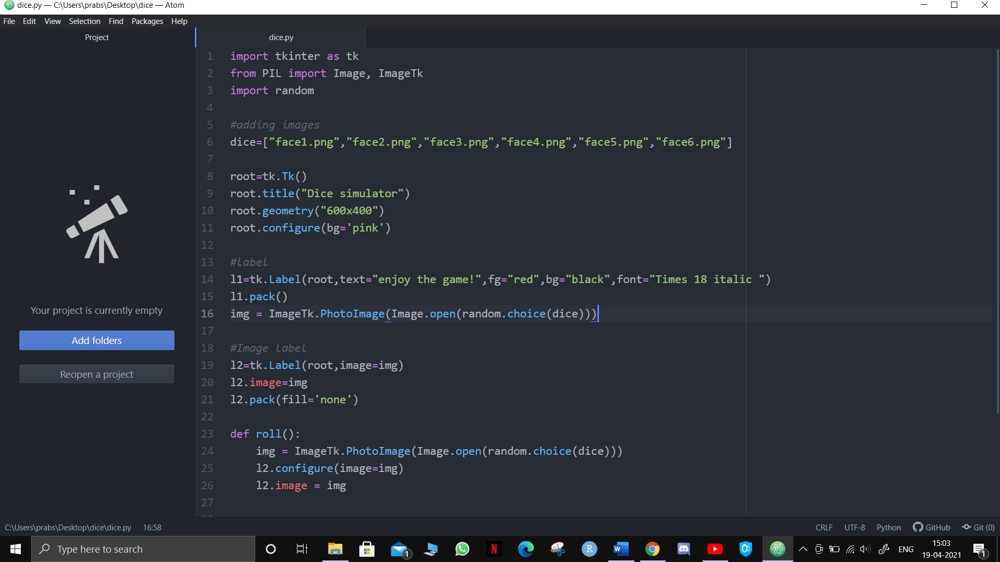 dice.py — C:\Users\prabs\Desktop\dice — Atom
File Edit View Selection Find Packages Help
Project
dice.py
1 import tkinter as tk
2 from PIL import Image, ImageTk
3 import random
4
5 #adding images
6 dice=["face1.png","face2.png","face3.png","face4.png","face5.png","face6.png"]
7
8 root=tk.Tk()
9 root.title("Dice simulator")
10 root.geometry("600x400")
11 root.configure(bg='pink')
12
13 #label
14 l1=tk.Label(root,text="enjoy the game!",fg="red",bg="black",font="Times 18 italic ")
15 l1.pack()
16 img = ImageTk.PhotoImage(Image.open(random.choice(dice)))
17
18 #Image label
19 l2=tk.Label(root,image=img)
20 l2.image=img
21 l2.pack(fill='none')
22
23 def roll():
24     img = ImageTk.PhotoImage(Image.open(random.choice(dice)))
25     l2.configure(image=img)
26     l2.image = img
27
Your project is currently empty
Add folders
Reopen a project
C:\Users\prabs\Desktop\dice\dice.py 16:58
CRLF UTF-8 Python GitHub Git (0)
Type here to search
1
N
R
W
ENG
15:03
19-04-2021
1